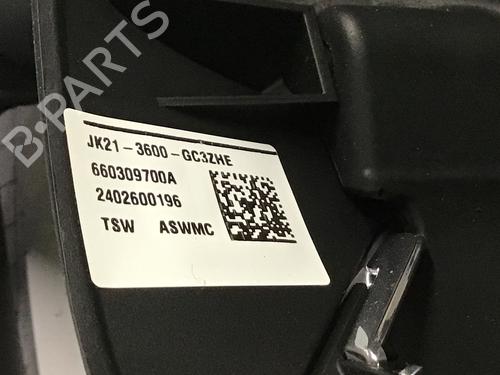 B-PARTS
JK21-3600-GC3ZHE
660309700A
2402600196
TSW ASWMC